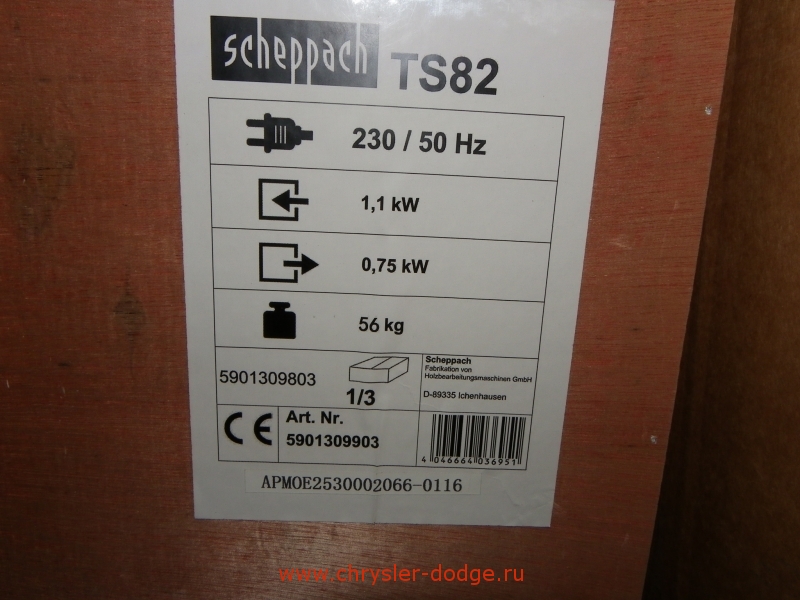 scheppach TS82
230 / 50 Hz
1,1 kW
0,75 kW
56 kg
5901309803
1/3
Scheppach
Fabrikation von
Holzbearbeitungsmaschinen GmbH
D-89335 Ichenhausen
CE
Art. Nr.
5901309903
4 046664 036951
APMOE2530002066-0116
www.chrysler-dodge.ru